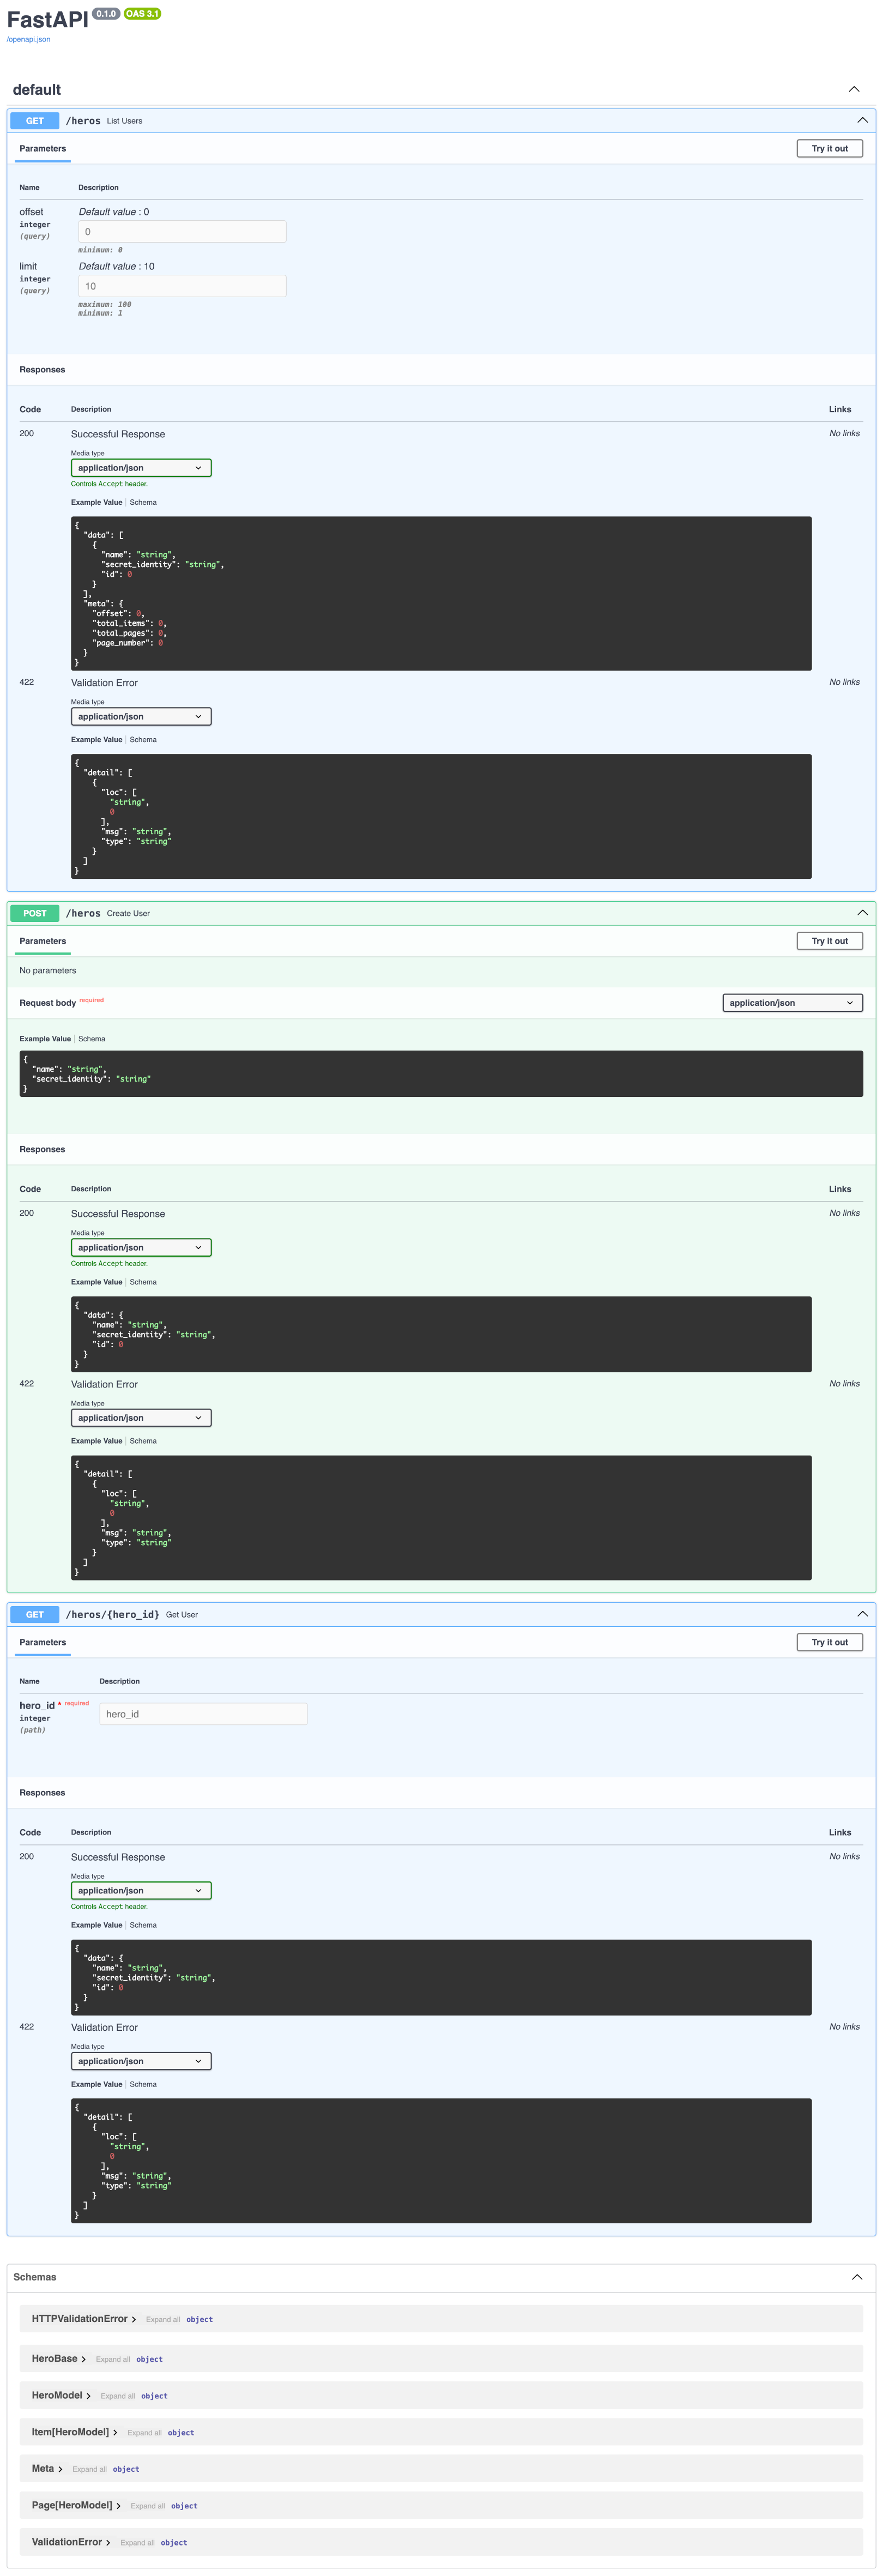 FastAPI 0.1.0 OAS 3.1
/openapi.json
default
GET /heros List Users
Parameters Try it out
Name Description
offset Default value : 0
integer 0
(query)
minimum: 0
limit Default value : 10
integer 10
(query)
maximum: 100
minimum: 1
Responses
Code Description Links
200 Successful Response No links
Media type
application/json
Controls Accept header.
Example Value Schema
{
  "data": [
    {
      "name": "string",
      "secret_identity": "string",
      "id": 0
    }
  ],
  "meta": {
    "offset": 0,
    "total_items": 0,
    "total_pages": 0,
    "page_number": 0
  }
}
422 Validation Error No links
Media type
application/json
Example Value Schema
{
  "detail": [
    {
      "loc": [
        "string",
        0
      ],
      "msg": "string",
      "type": "string"
    }
  ]
}
POST /heros Create User
Parameters Try it out
No parameters
Request body required application/json
Example Value Schema
{
  "name": "string",
  "secret_identity": "string"
}
Responses
Code Description Links
200 Successful Response No links
Media type
application/json
Controls Accept header.
Example Value Schema
{
  "data": {
    "name": "string",
    "secret_identity": "string",
    "id": 0
  }
}
422 Validation Error No links
Media type
application/json
Example Value Schema
{
  "detail": [
    {
      "loc": [
        "string",
        0
      ],
      "msg": "string",
      "type": "string"
    }
  ]
}
GET /heros/{hero_id} Get User
Parameters Try it out
Name Description
hero_id * required
integer hero_id
(path)
Responses
Code Description Links
200 Successful Response No links
Media type
application/json
Controls Accept header.
Example Value Schema
{
  "data": {
    "name": "string",
    "secret_identity": "string",
    "id": 0
  }
}
422 Validation Error No links
Media type
application/json
Example Value Schema
{
  "detail": [
    {
      "loc": [
        "string",
        0
      ],
      "msg": "string",
      "type": "string"
    }
  ]
}
Schemas
HTTPValidationError Expand all object
HeroBase Expand all object
HeroModel Expand all object
Item[HeroModel] Expand all object
Meta Expand all object
Page[HeroModel] Expand all object
ValidationError Expand all object